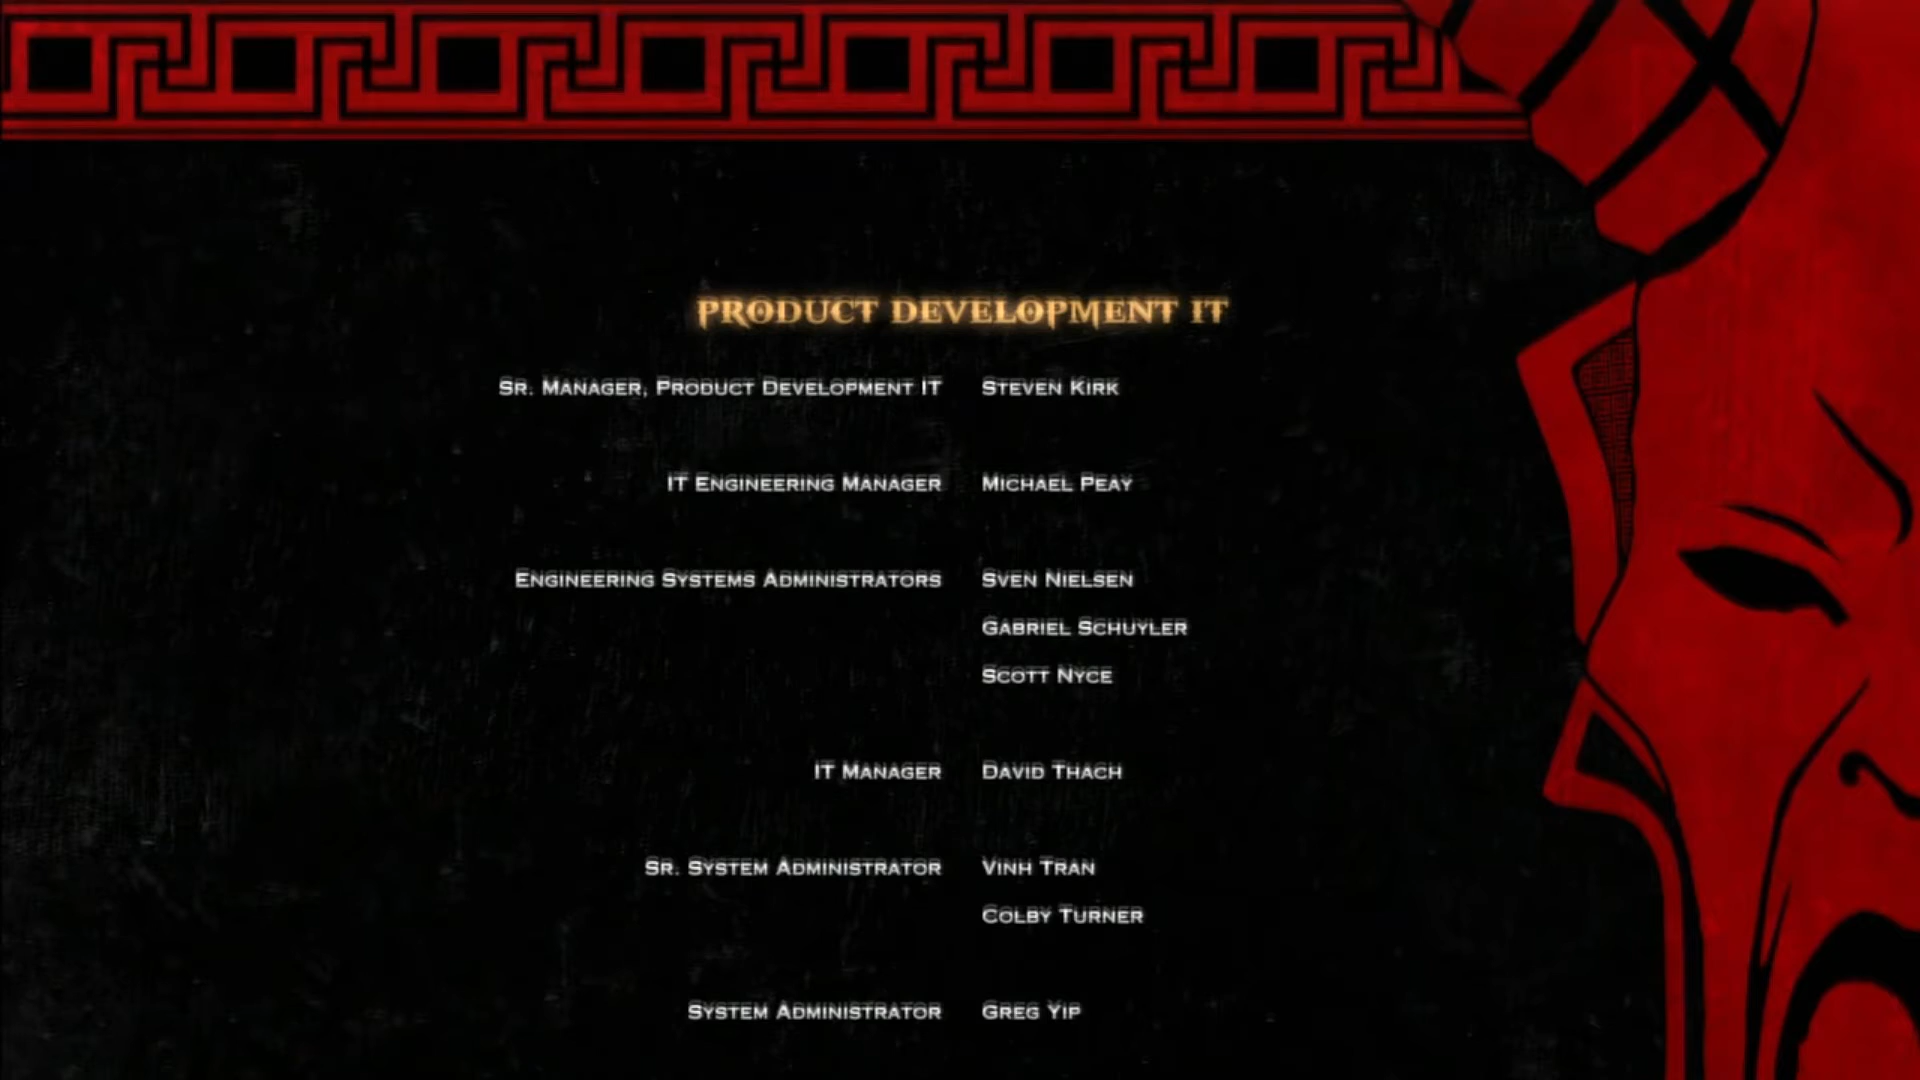 PRODUCT DEVELOPMENT IT
SR. MANAGER, PRODUCT DEVELOPMENT IT STEVEN KIRK
IT ENGINEERING MANAGER MICHAEL PEAY
ENGINEERING SYSTEMS ADMINISTRATORS SVEN NIELSEN
GABRIEL SCHUYLER
SCOTT NYCE
IT MANAGER DAVID THACH
SR. SYSTEM ADMINISTRATOR VINH TRAN
COLBY TURNER
SYSTEM ADMINISTRATOR GREG YIP